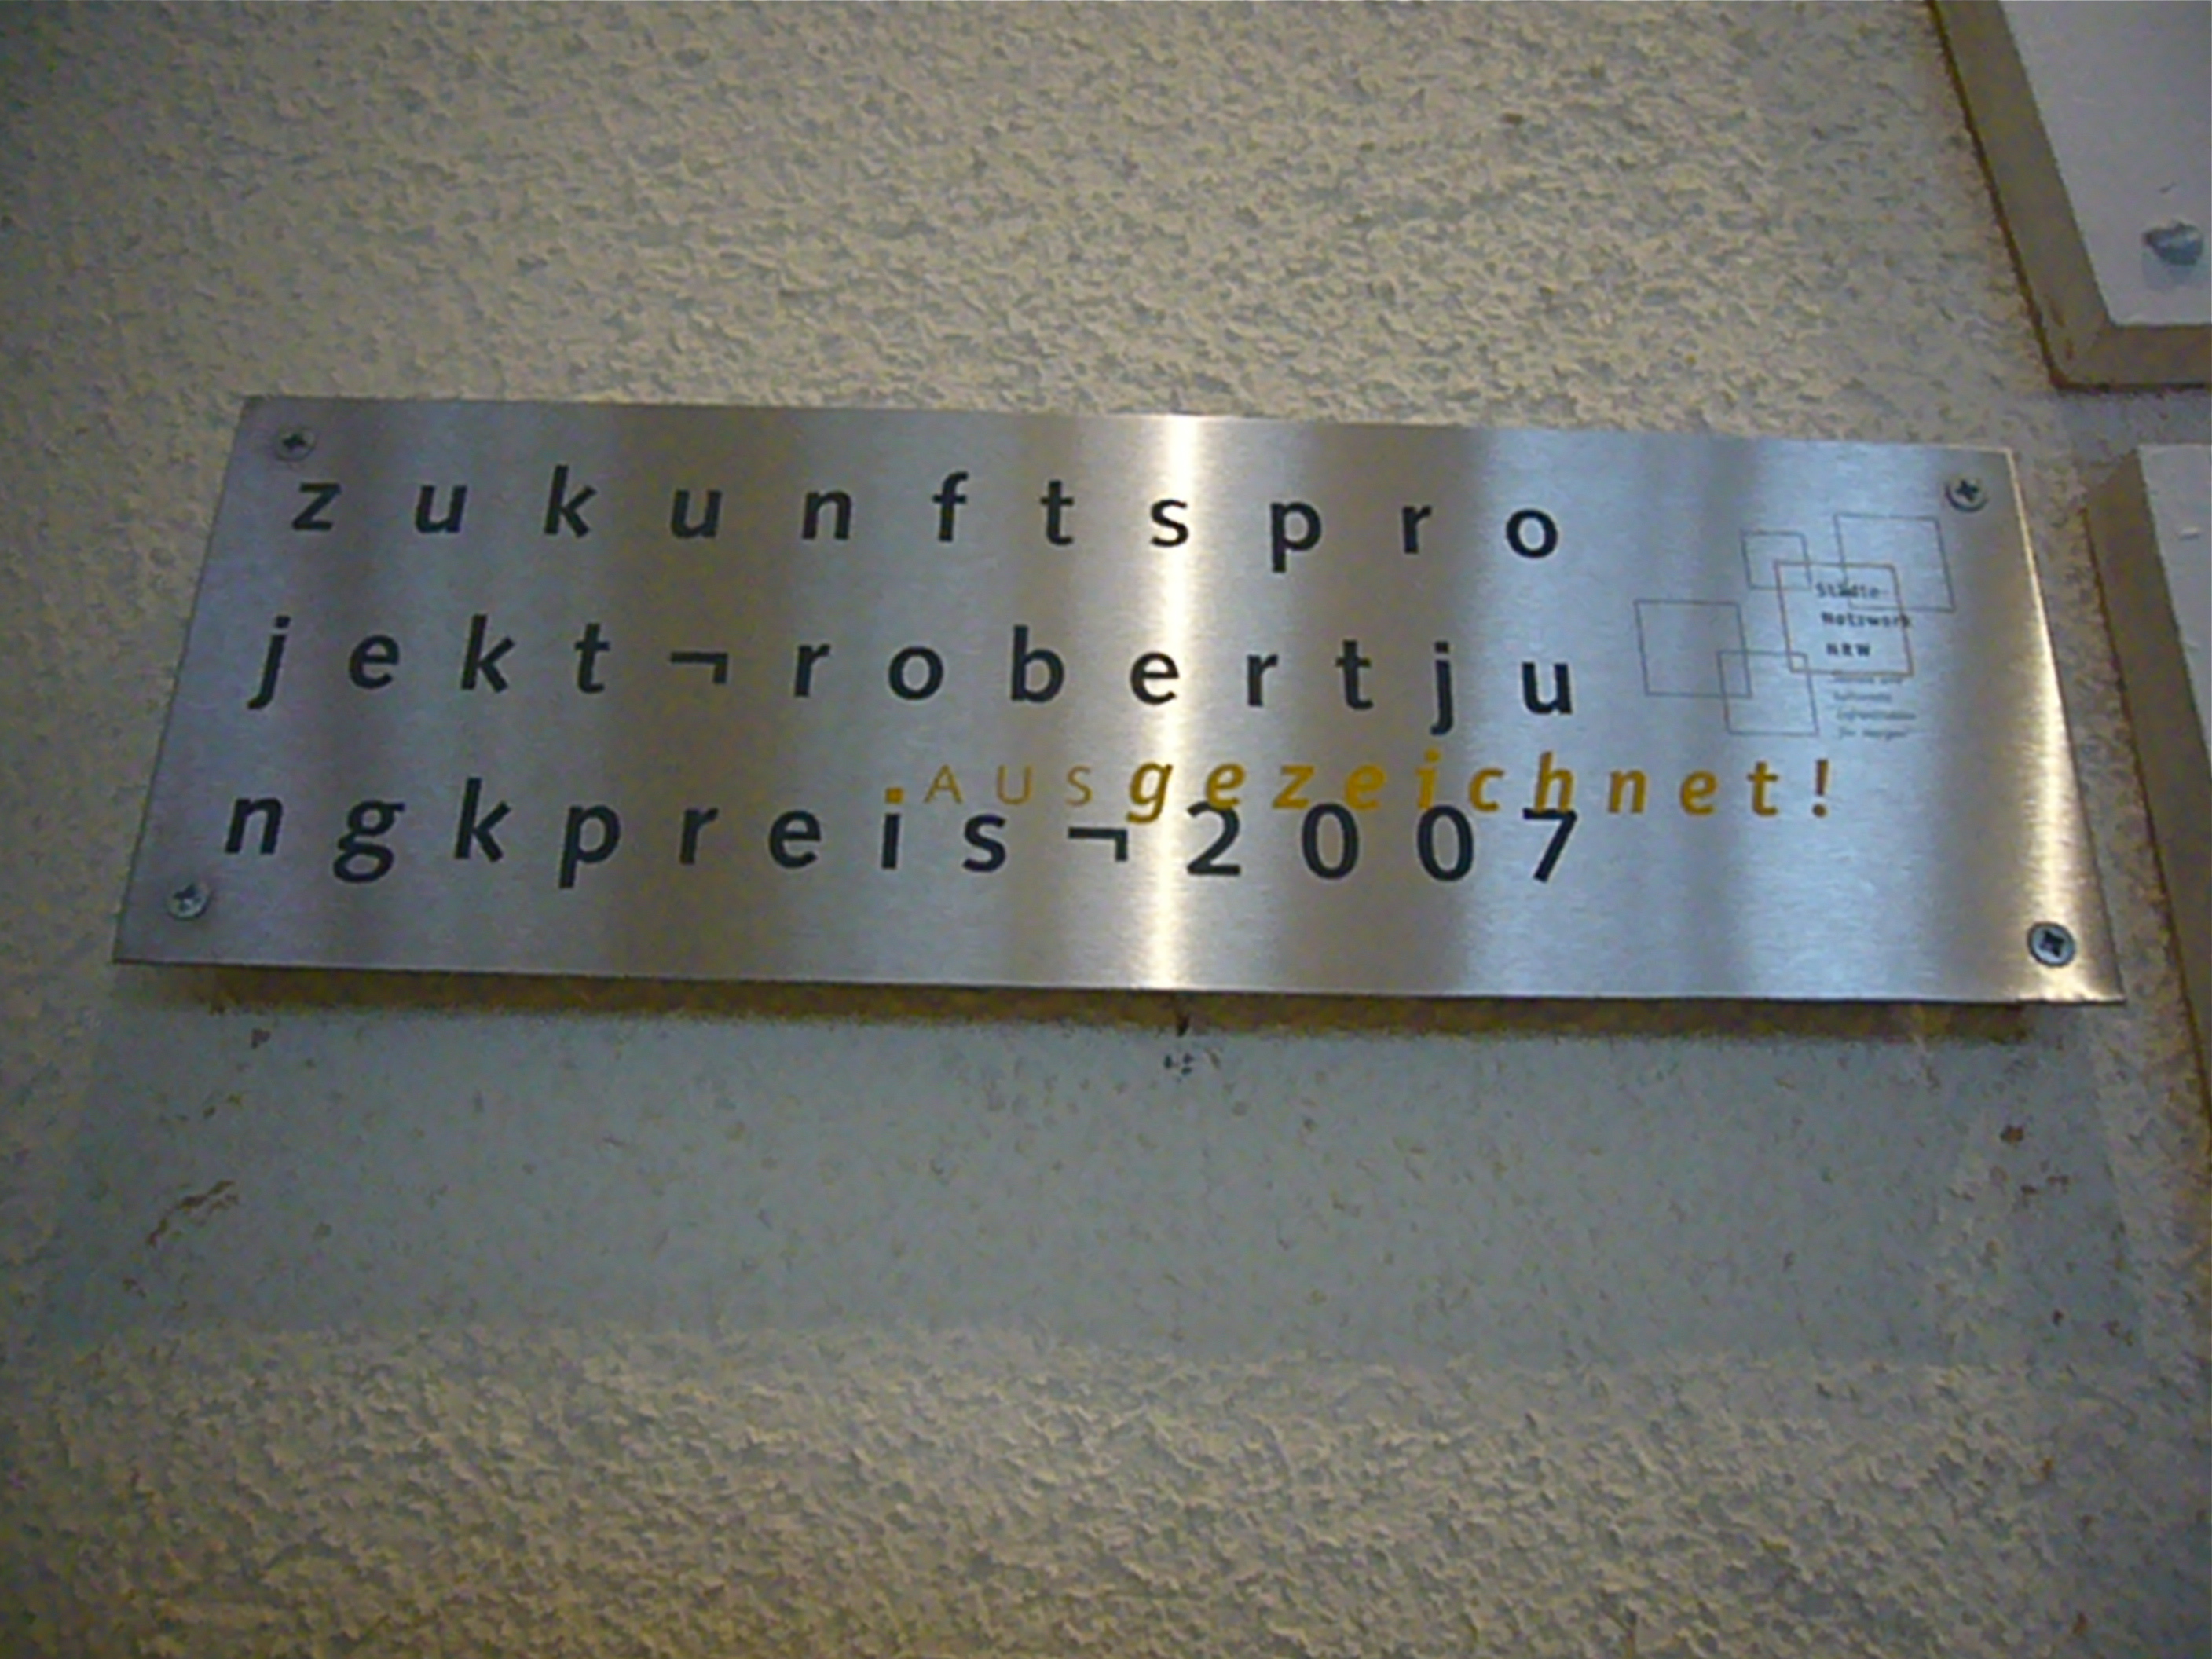 zukunftspro
jekt¬robertju
AUSgezeichnet!
ngkpreis¬2007
Städte-
Netzwerk
NRW